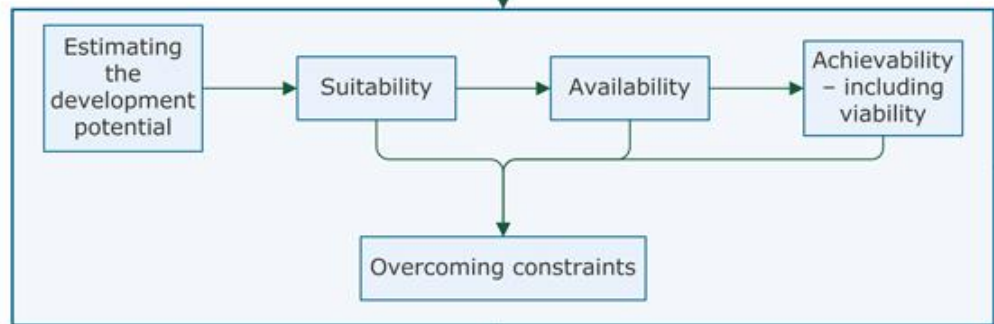 Estimating
the
development
potential
Suitability
Availability
Achievability
– including
viability
Overcoming constraints